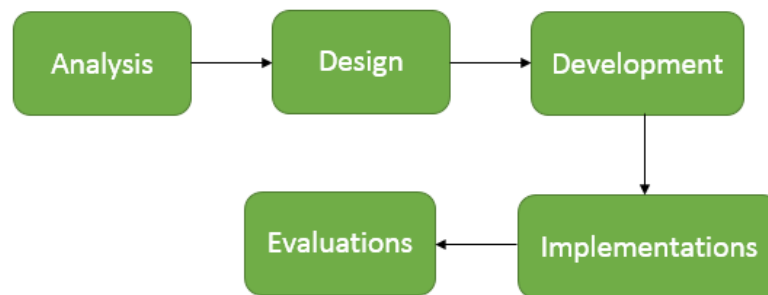 Analysis
Design
Development
Implementations
Evaluations